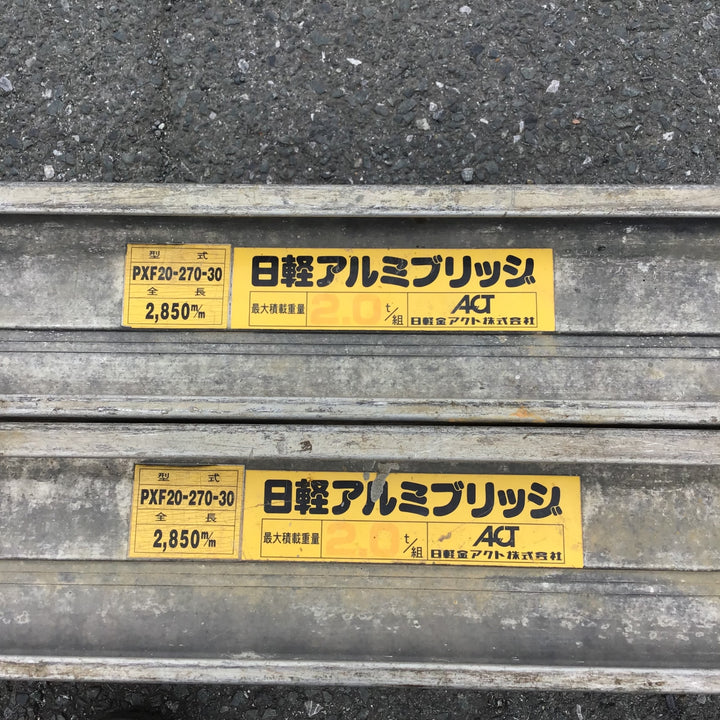 型式
PXF20-270-30
全長
2,850m/m
日軽アルミブリッジ
最大積載重量 2.0 t/組
ACT
日軽金アクト株式会社
型式
PXF20-270-30
全長
2,850m/m
日軽アルミブリッジ
最大積載重量 2.0 t/組
ACT
日軽金アクト株式会社